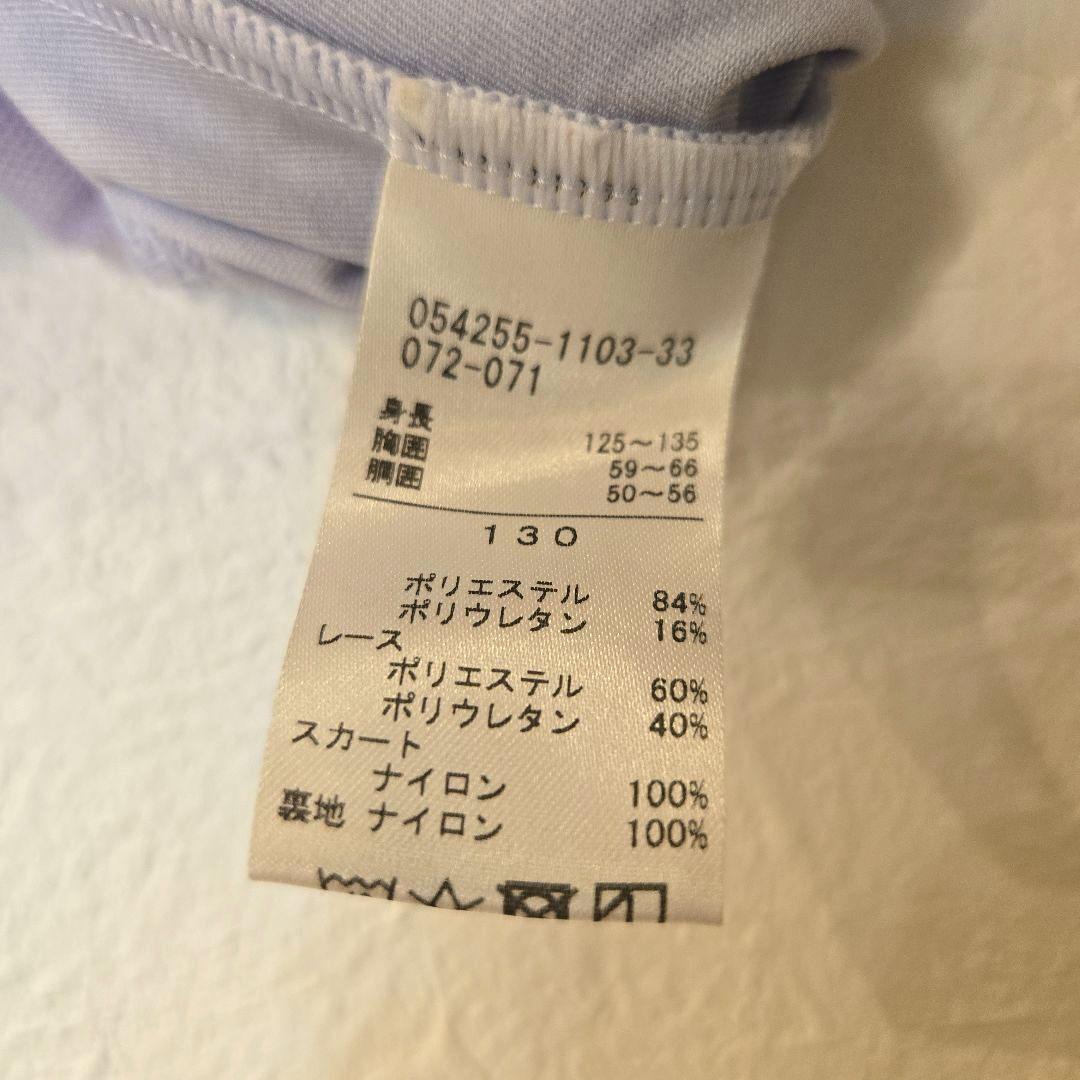 054255-1103-33
072-071
身長 125～135
胸囲 59～66
胴囲 50～56
130
ポリエステル 84%
ポリウレタン 16%
レース
ポリエステル 60%
ポリウレタン 40%
スカート
ナイロン 100%
裏地 ナイロン 100%